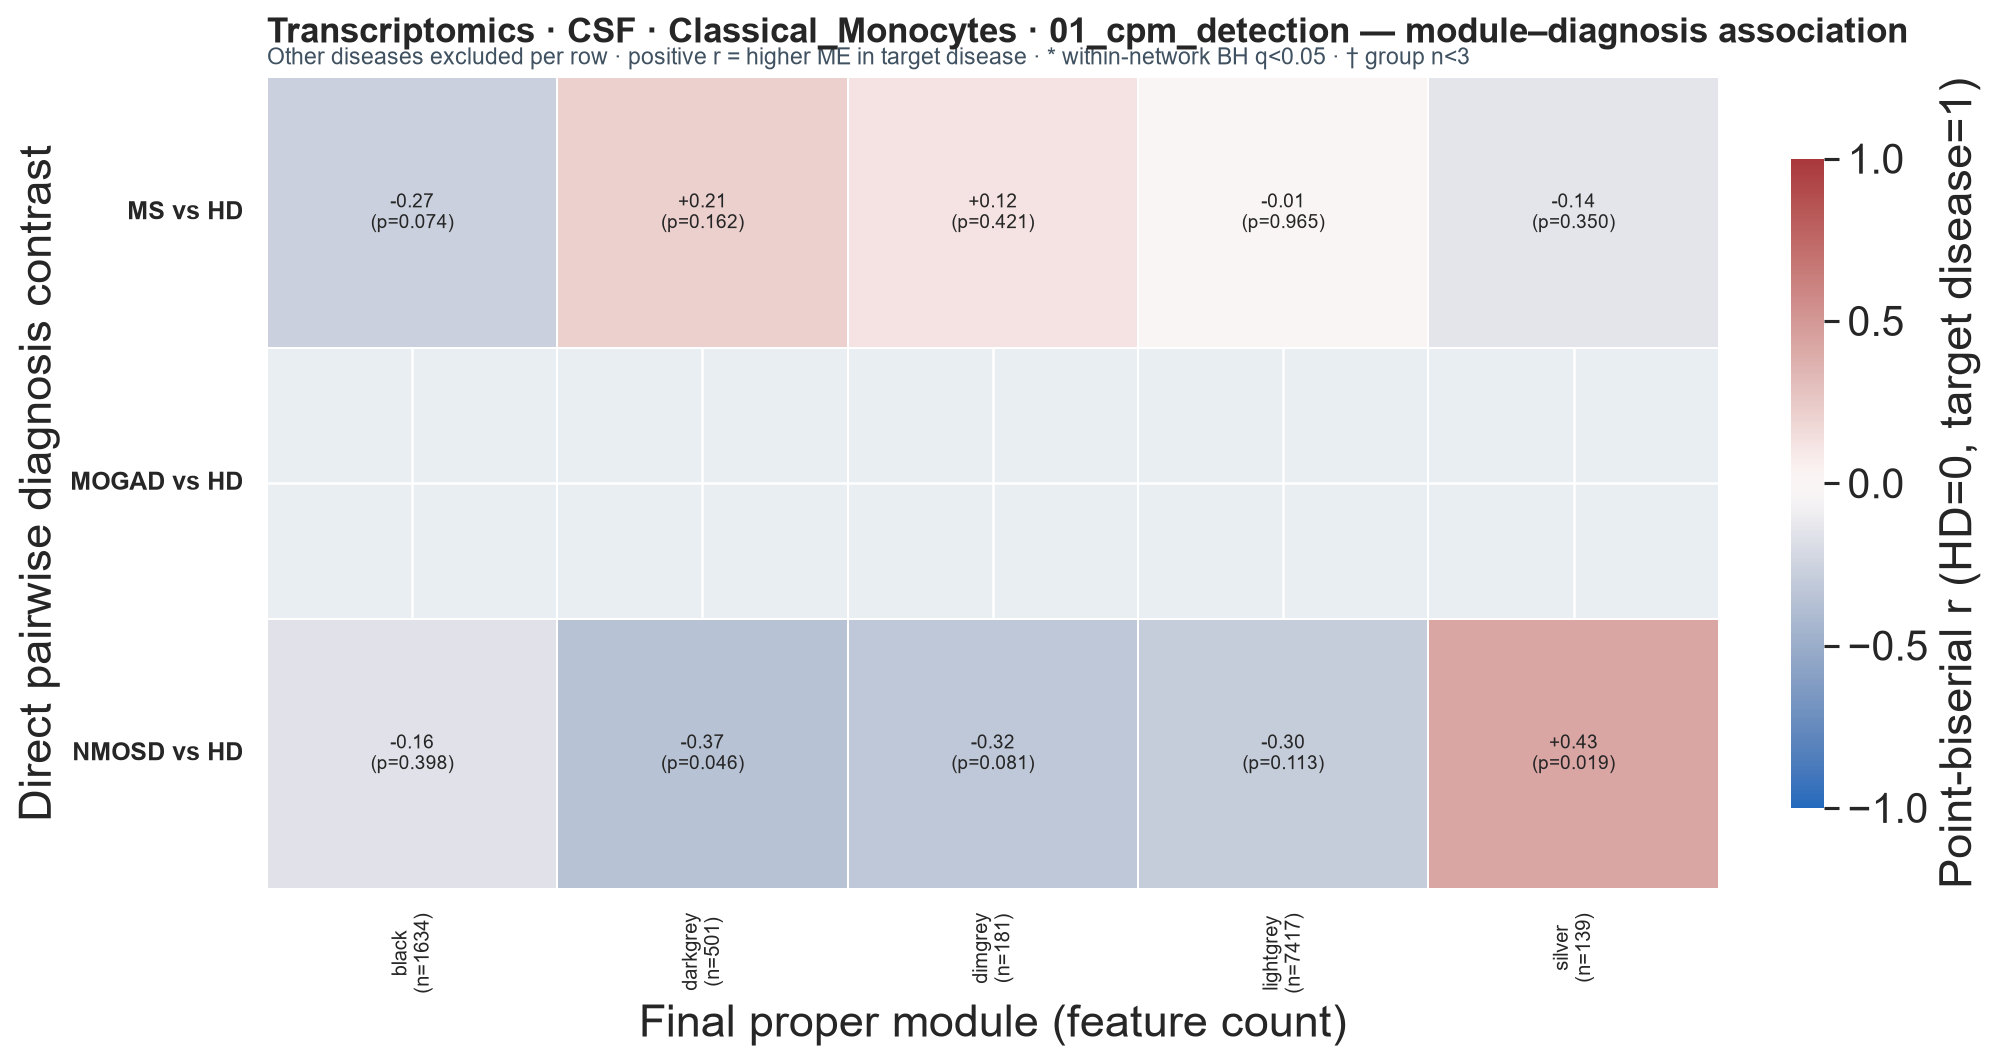 Transcriptomics · CSF · Classical_Monocytes · 01_cpm_detection — module–diagnosis association
Other diseases excluded per row · positive r = higher ME in target disease · * within-network BH q<0.05 · † group n<3
Direct pairwise diagnosis contrast
MS vs HD
-0.27
(p=0.074)
+0.21
(p=0.162)
+0.12
(p=0.421)
-0.01
(p=0.965)
-0.14
(p=0.350)
MOGAD vs HD
NMOSD vs HD
-0.16
(p=0.398)
-0.37
(p=0.046)
-0.32
(p=0.081)
-0.30
(p=0.113)
+0.43
(p=0.019)
black
(n=1634)
darkgrey
(n=501)
dimgrey
(n=181)
lightgrey
(n=7417)
silver
(n=139)
Final proper module (feature count)
1.0
0.5
0.0
−0.5
−1.0
Point-biserial r (HD=0, target disease=1)